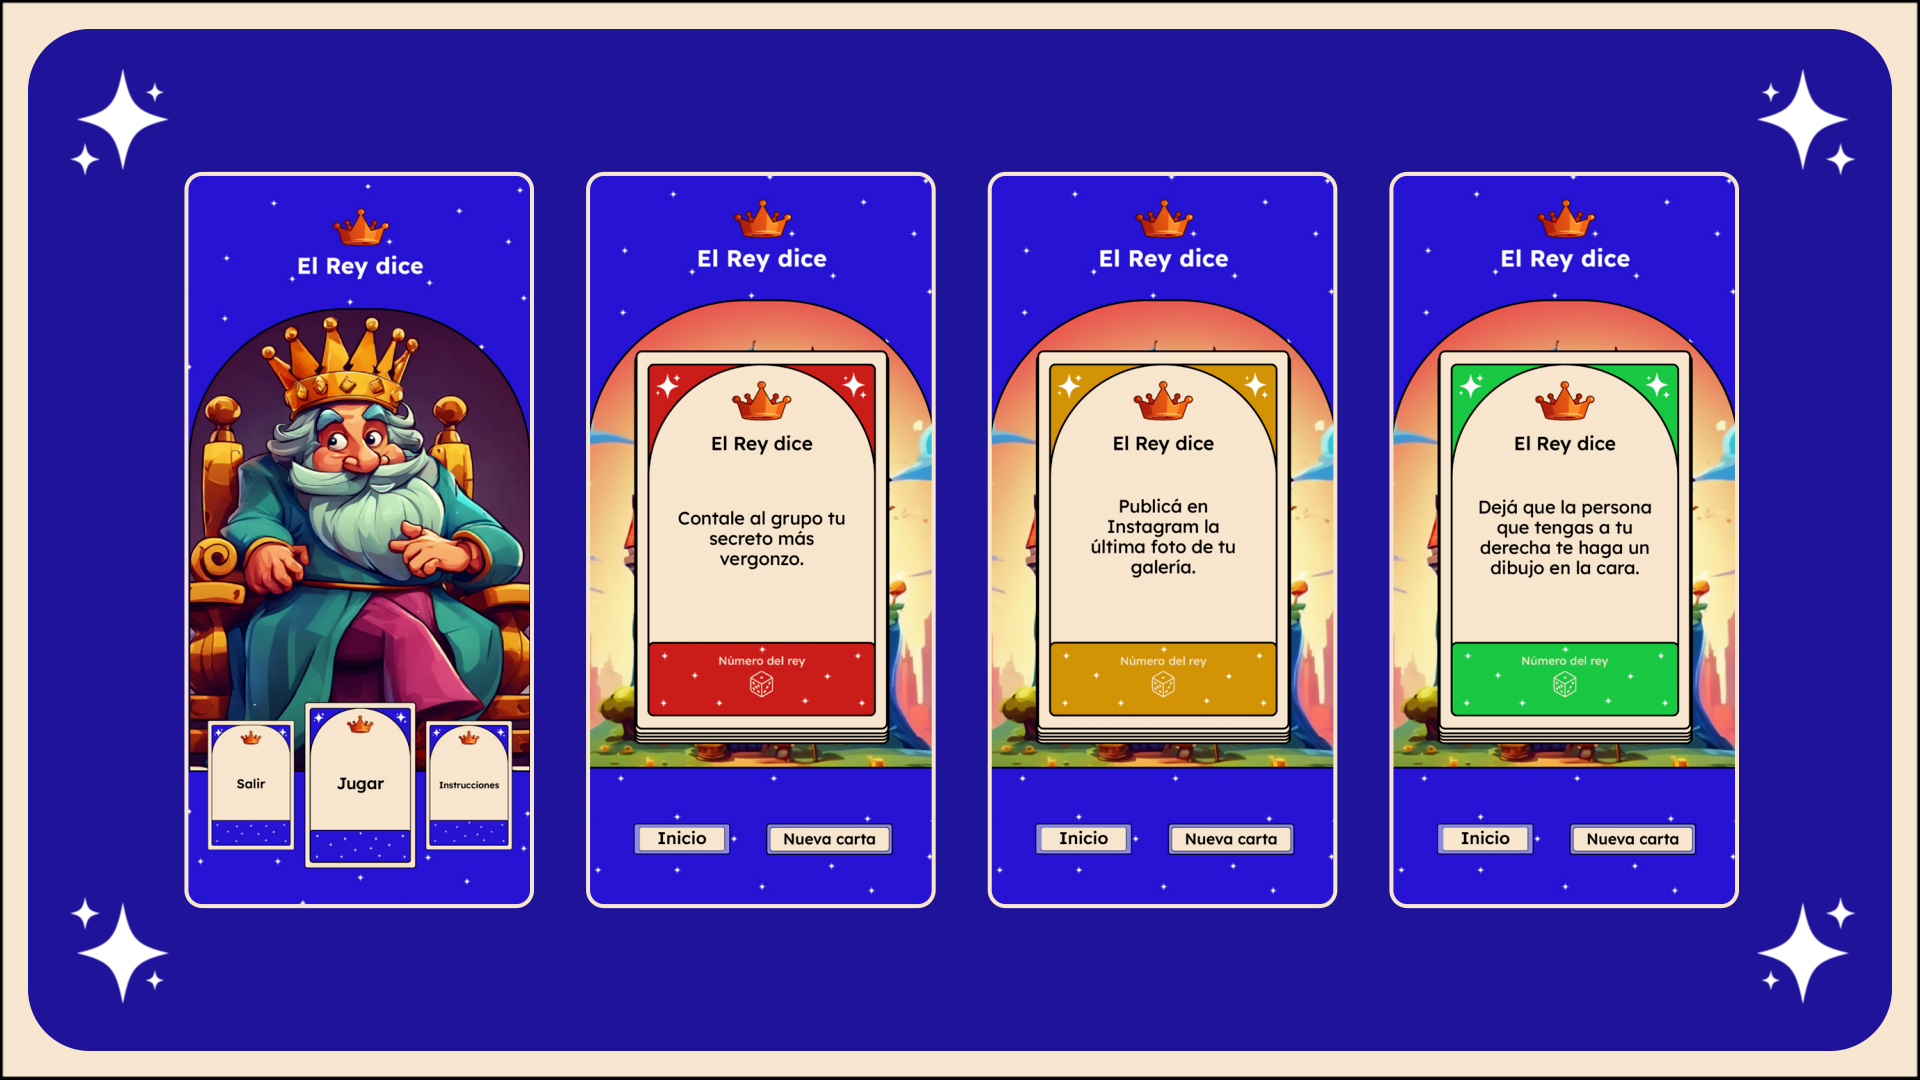 El Rey dice
Salir
Jugar
Instrucciones
El Rey dice
El Rey dice
Contale al grupo tu
secreto más
vergonzo.
Número del rey
Inicio
Nueva carta
El Rey dice
El Rey dice
Publicá en
Instagram la
última foto de tu
galería.
Número del rey
Inicio
Nueva carta
El Rey dice
El Rey dice
Dejá que la persona
que tengas a tu
derecha te haga un
dibujo en la cara.
Número del rey
Inicio
Nueva carta